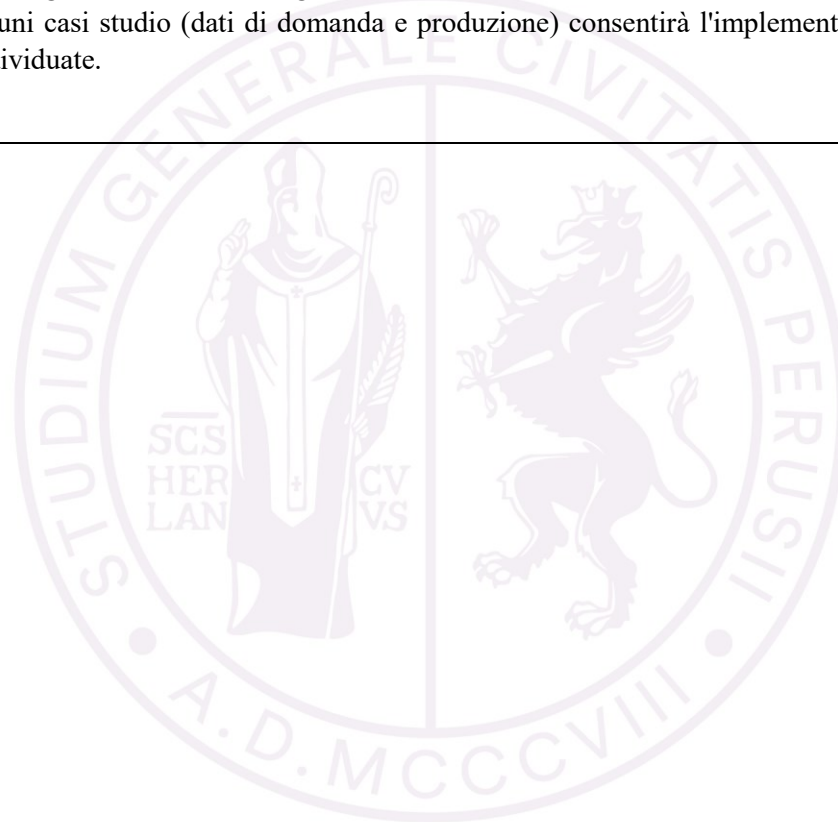 uni casi studio (dati di domanda e produzione) consentirà l'implement
ividuate.
STUDIUM GENERALE CIVITATIS PERUSII
SCS
HER
LAN
CV
VS
A.D. MCCCVIII